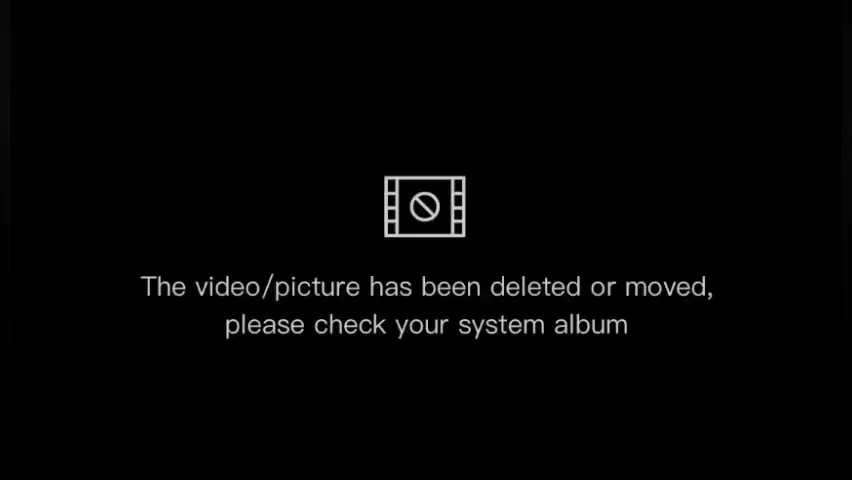 The video/picture has been deleted or moved,
please check your system album